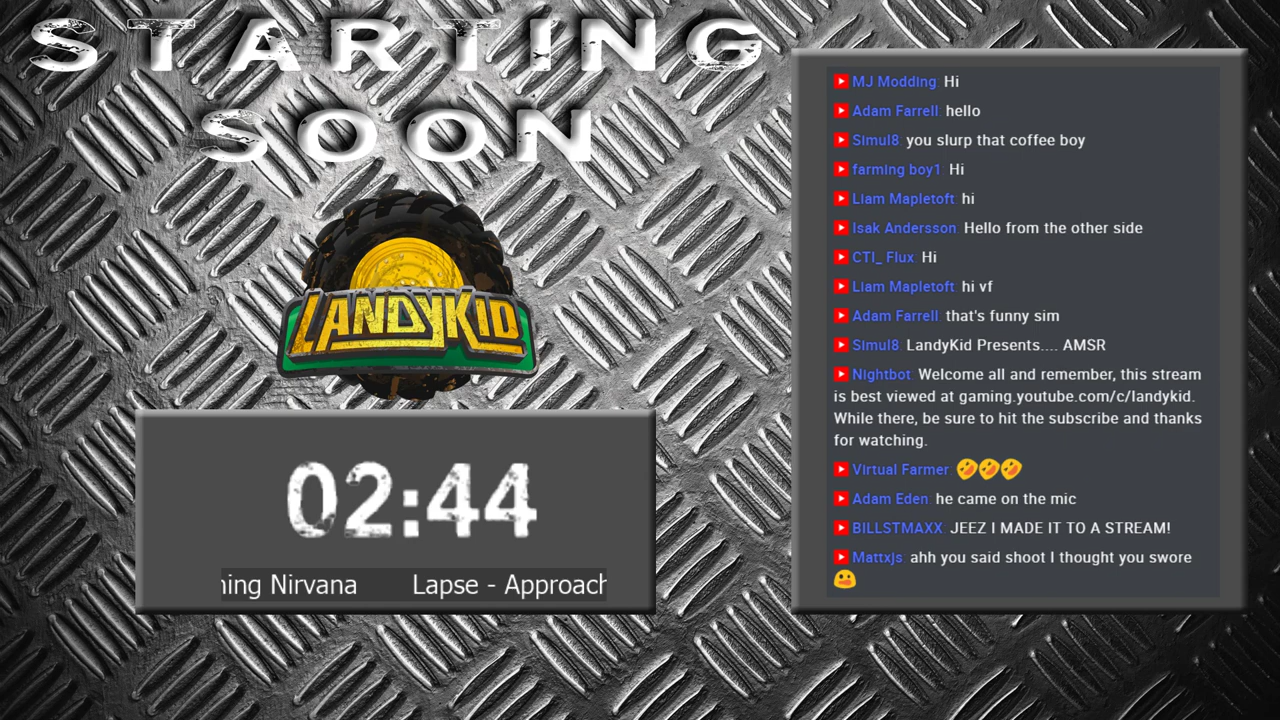 STARTING
SOON
LANDYKID
02:44
ning Nirvana Lapse - Approach
MJ Modding: Hi
Adam Farrell: hello
Simul8: you slurp that coffee boy
farming boy1: Hi
Liam Mapletoft: hi
Isak Andersson: Hello from the other side
CTI_ Flux: Hi
Liam Mapletoft: hi vf
Adam Farrell: that's funny sim
Simul8: LandyKid Presents.... AMSR
Nightbot: Welcome all and remember, this stream
is best viewed at gaming.youtube.com/c/landykid.
While there, be sure to hit the subscribe and thanks
for watching.
Virtual Farmer: 🤣🤣🤣
Adam Eden: he came on the mic
BILLSTMAXX: JEEZ I MADE IT TO A STREAM!
Mattxjs: ahh you said shoot I thought you swore